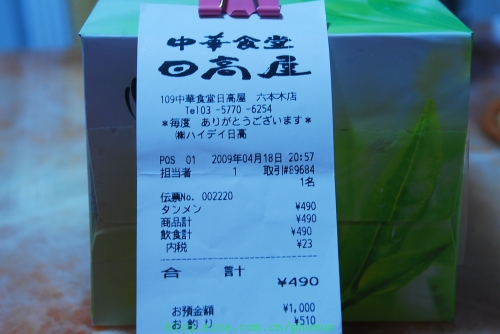 中華食堂
日高屋
109中華食堂日高屋 六本木店
Tel03 -5770 -6254
*毎度 ありがとうございます*
㈱ハイデイ日高
POS 01 2009年04月18日 20:57
担当者 1 取引#89684
1名
伝票No. 002220
タンメン ¥490
商品計 ¥490
飲食計 ¥490
内税 ¥23
合 計 ¥490
お預金額 ¥1,000
お釣り ¥510